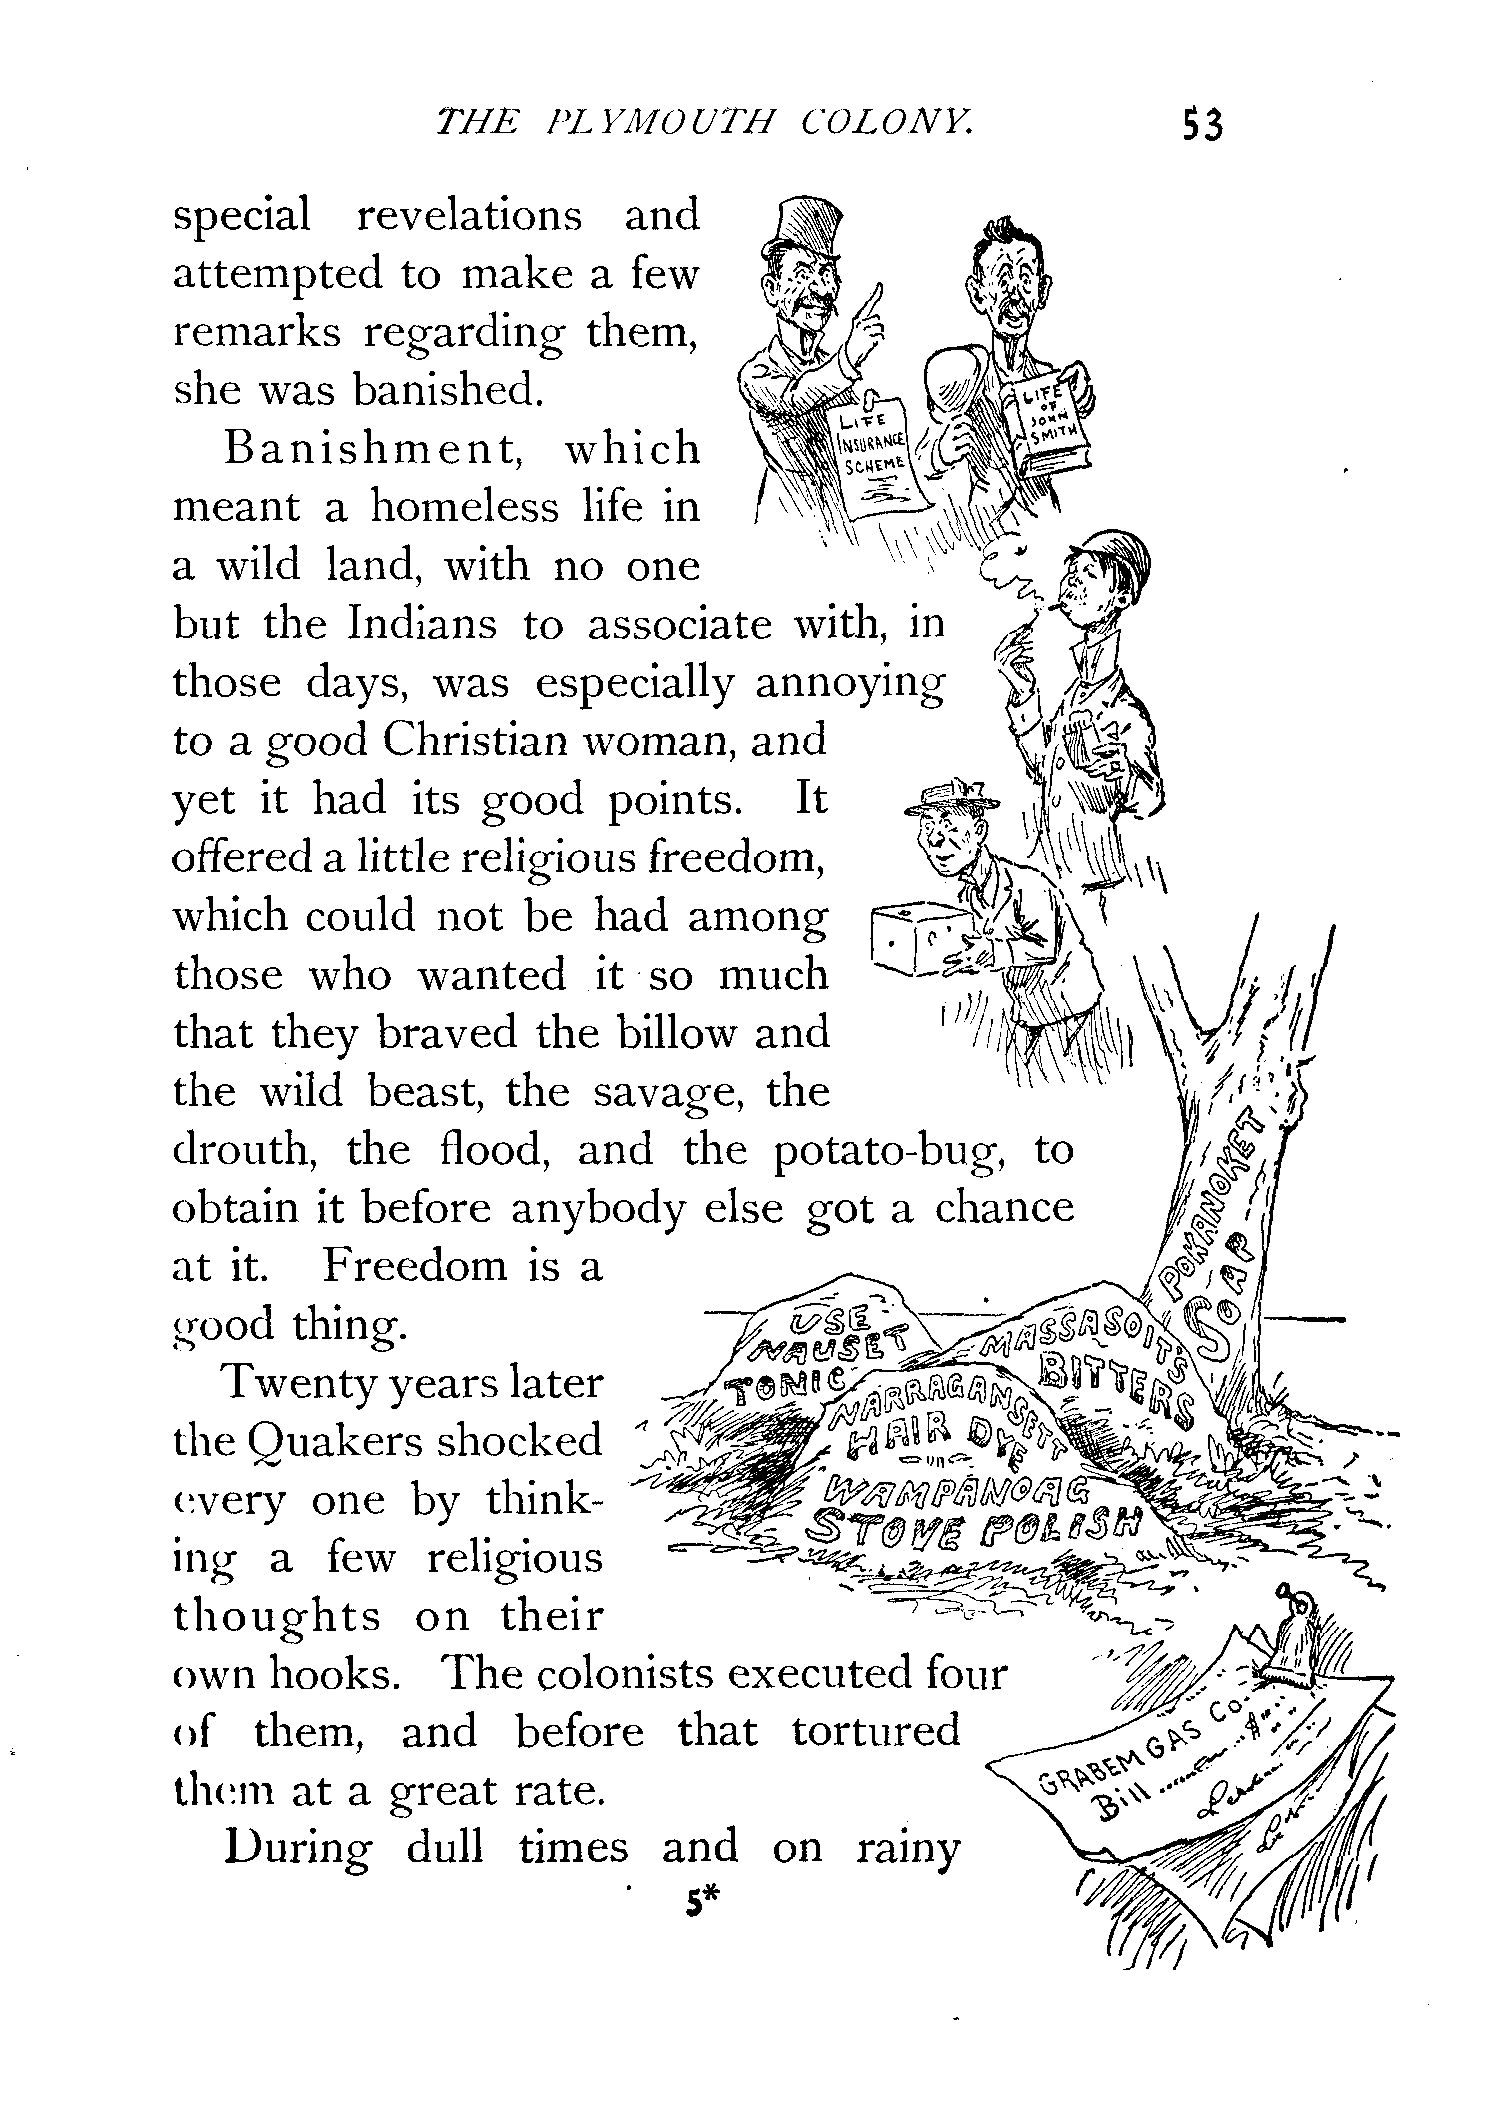 THE PLYMOUTH COLONY. 53
special revelations and
attempted to make a few
remarks regarding them,
she was banished.
Banishment, which
meant a homeless life in
a wild land, with no one
but the Indians to associate with, in
those days, was especially annoying
to a good Christian woman, and
yet it had its good points. It
offered a little religious freedom,
which could not be had among
those who wanted it so much
that they braved the billow and
the wild beast, the savage, the
drouth, the flood, and the potato-bug, to
obtain it before anybody else got a chance
at it. Freedom is a
good thing.
Twenty years later
the Quakers shocked
every one by think-
ing a few religious
thoughts on their
own hooks. The colonists executed four
of them, and before that tortured
them at a great rate.
During dull times and on rainy
5*
LIFE
INSURANCE
SCHEME
LIFE
OF
JOHN
SMITH
POKANOKET
SOAP
USE
NAUSET
TONIC
MASSASOIT'S
BITTERS
NARRAGANSETT
HAIR DYE
WAMPANOAG
STOVE POLISH
GRABEM GAS CO.
Bill